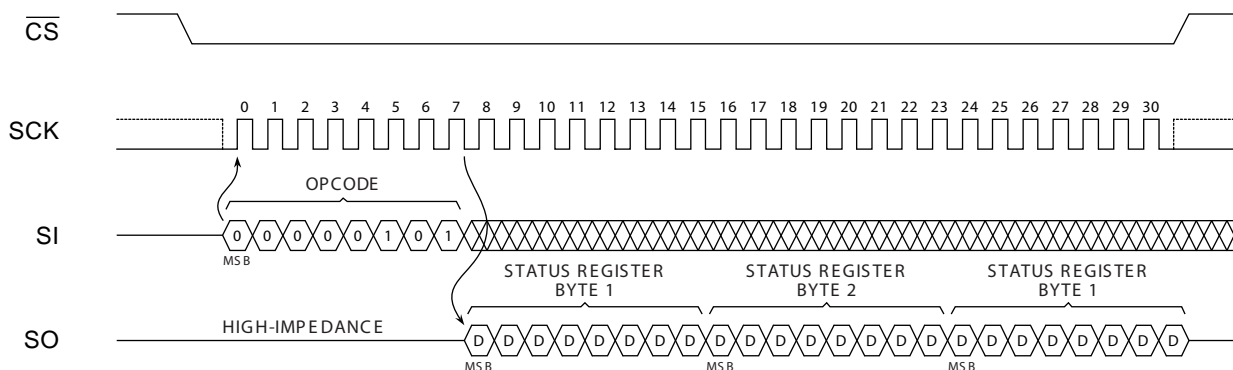 CS
SCK
0 1 2 3 4 5 6 7 8 9 10 11 12 13 14 15 16 17 18 19 20 21 22 23 24 25 26 27 28 29 30
OPCODE
SI
0 0 0 0 0 1 0 1
MSB
STATUS REGISTER
BYTE 1
STATUS REGISTER
BYTE 2
STATUS REGISTER
BYTE 1
SO
HIGH-IMPEDANCE
D D D D D D D D D D D D D D D D D D D D D D D D
MSB
MSB
MSB